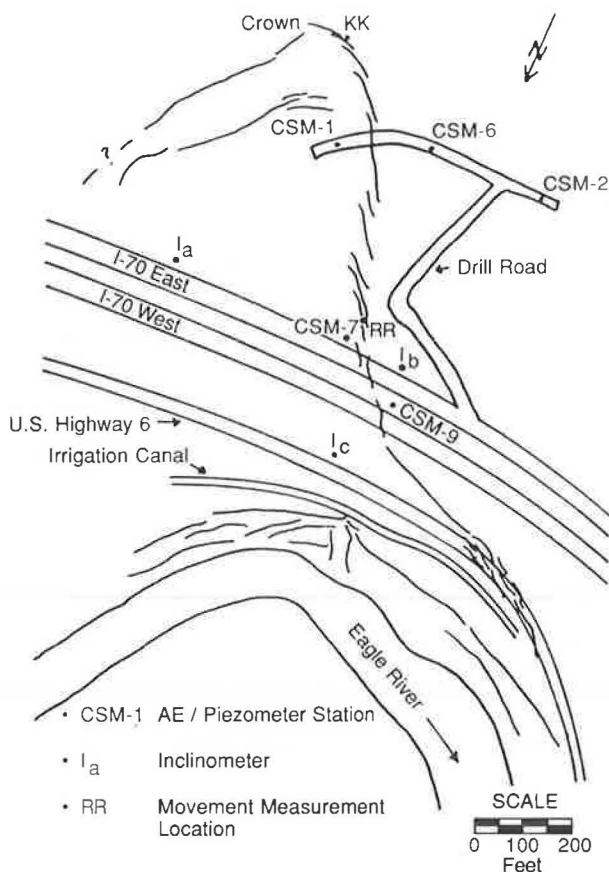 Crown KK
N
CSM-1
CSM-6
CSM-2
?
Ia
I-70 East
Drill Road
I-70 West
CSM-7 RR
Ib
CSM-9
U.S. Highway 6
Ic
Irrigation Canal
Eagle River
• CSM-1 AE / Piezometer Station
• Ia Inclinometer
• RR Movement Measurement
Location
SCALE
0 100 200
Feet